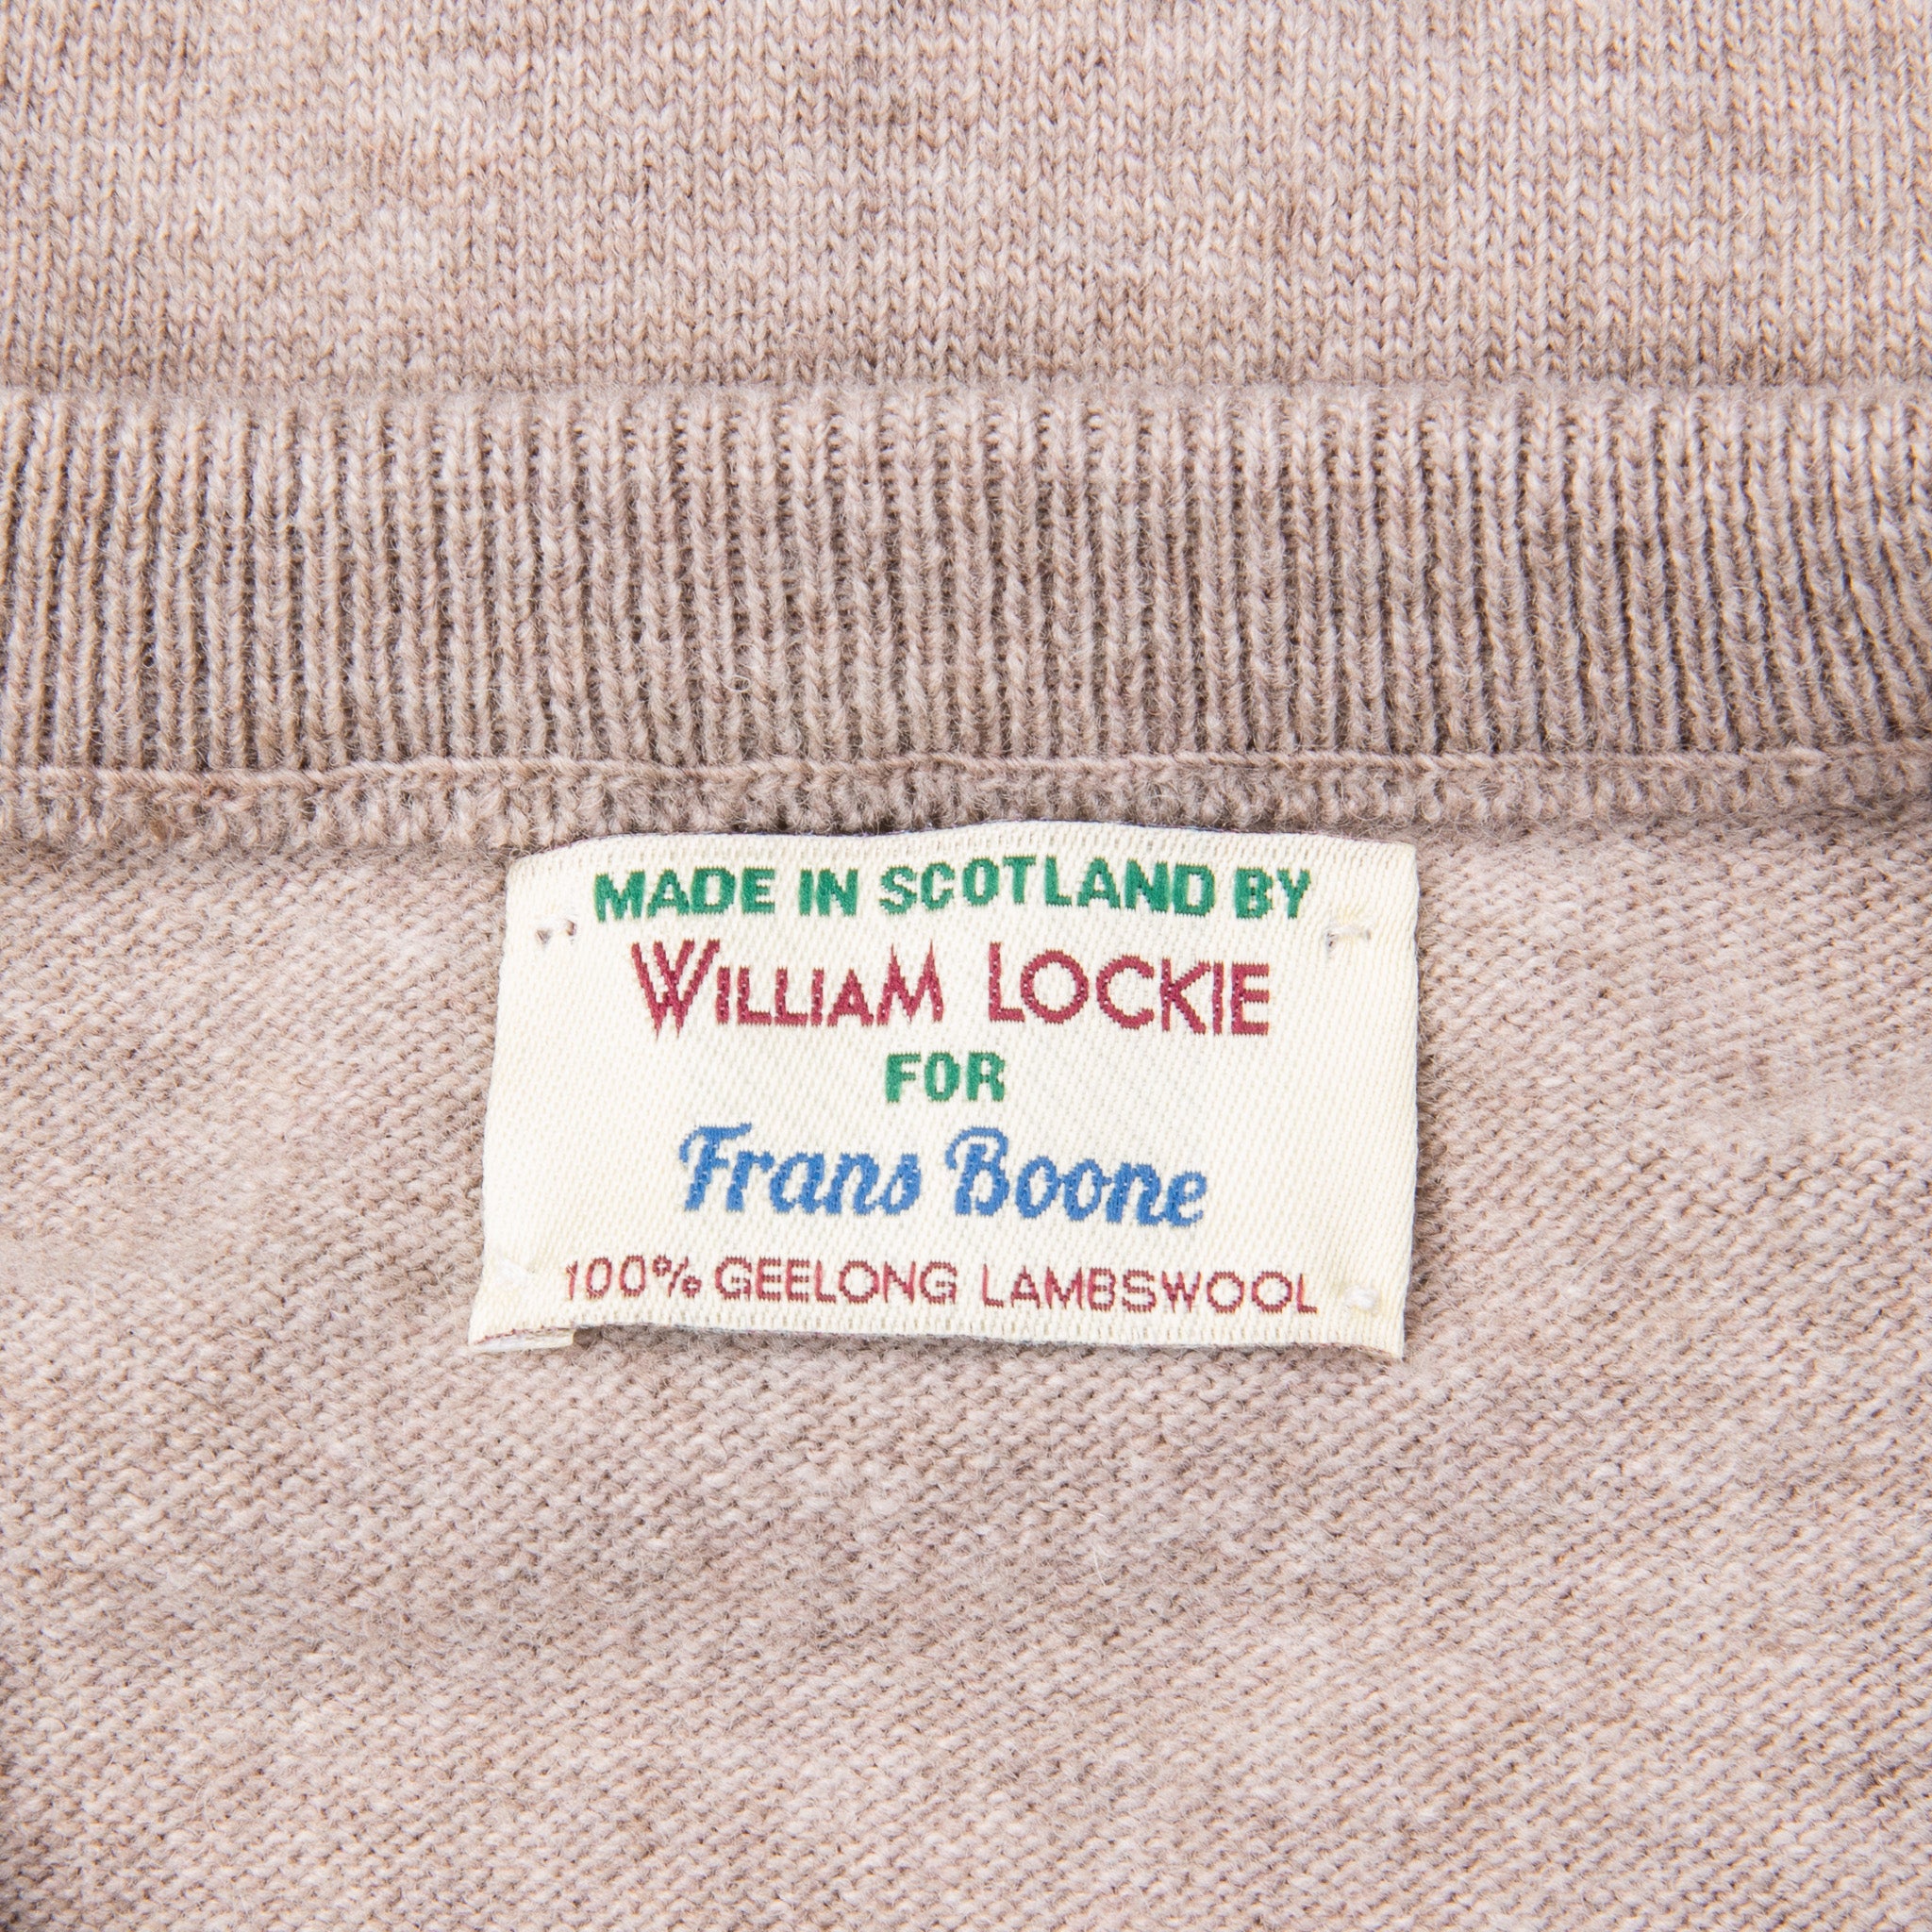 MADE IN SCOTLAND BY
WILLIAM LOCKIE
FOR
Frans Boone
100% GEELONG LAMBSWOOL